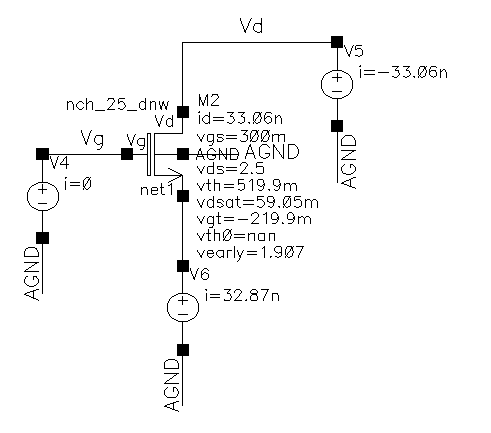 Vd
V5
i=-33.06n
nch_25_dnw
M2
Vd
id=33.06n
vgs=300m
Vg
Vg
AGND
AGND
vds=2.5
V4
i=0
net1
vth=519.9m
vdsat=59.05m
vgt=-219.9m
vth0=nan
vearly=1.907
AGND
AGND
V6
i=32.87n
AGND